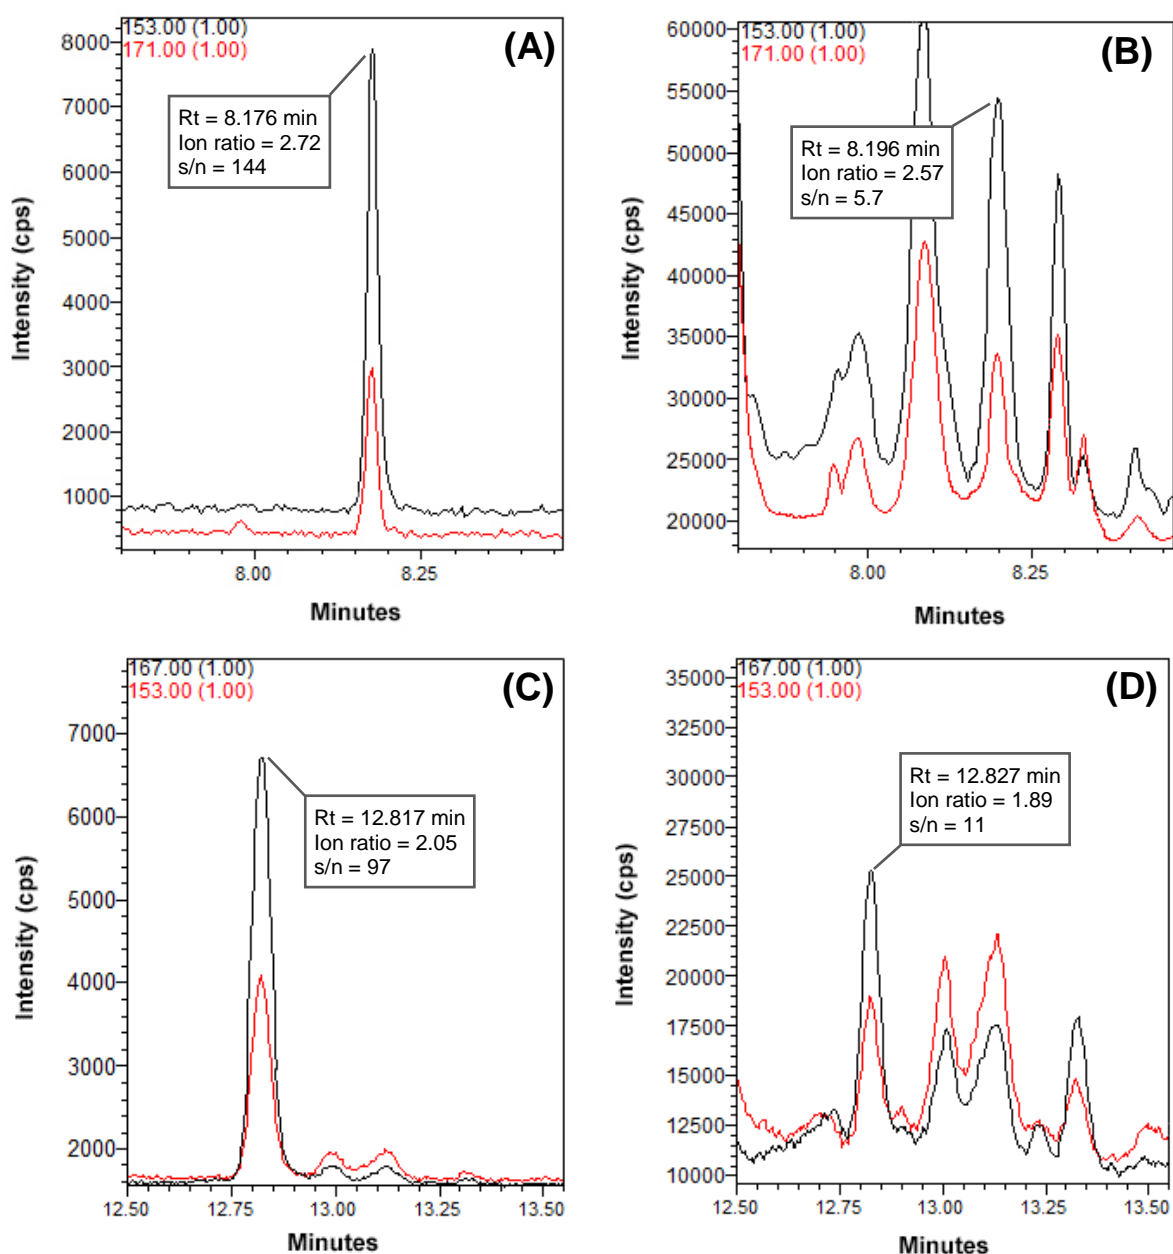 153.00 (1.00)
171.00 (1.00)
(A)
Rt = 8.176 min
Ion ratio = 2.72
s/n = 144
8000
7000
6000
5000
4000
3000
2000
1000
Intensity (cps)
8.00
8.25
Minutes
153.00 (1.00)
171.00 (1.00)
(B)
Rt = 8.196 min
Ion ratio = 2.57
s/n = 5.7
60000
55000
50000
45000
40000
35000
30000
25000
20000
Intensity (cps)
8.00
8.25
Minutes
167.00 (1.00)
153.00 (1.00)
(C)
Rt = 12.817 min
Ion ratio = 2.05
s/n = 97
7000
6000
5000
4000
3000
2000
Intensity (cps)
12.50
12.75
13.00
13.25
13.50
Minutes
167.00 (1.00)
153.00 (1.00)
(D)
Rt = 12.827 min
Ion ratio = 1.89
s/n = 11
35000
32500
30000
27500
25000
22500
20000
17500
15000
12500
10000
Intensity (cps)
12.50
12.75
13.00
13.25
13.50
Minutes